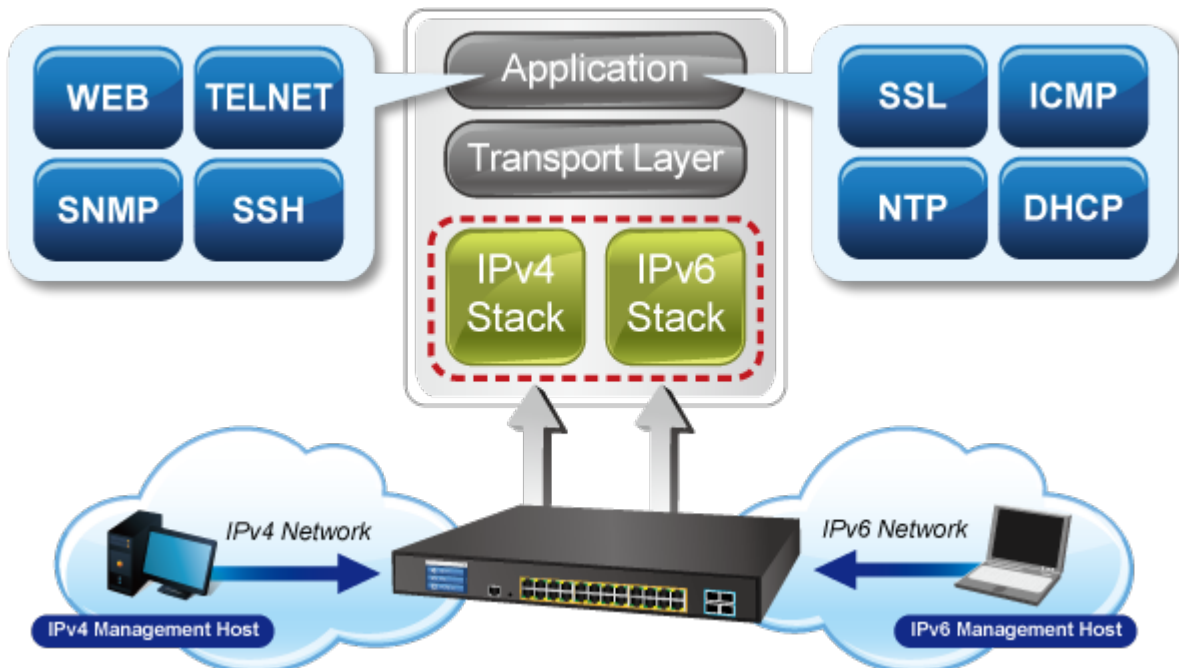 WEB
TELNET
SNMP
SSH
Application
Transport Layer
IPv4
Stack
IPv6
Stack
SSL
ICMP
NTP
DHCP
IPv4 Network
IPv6 Network
IPv4 Management Host
IPv6 Management Host